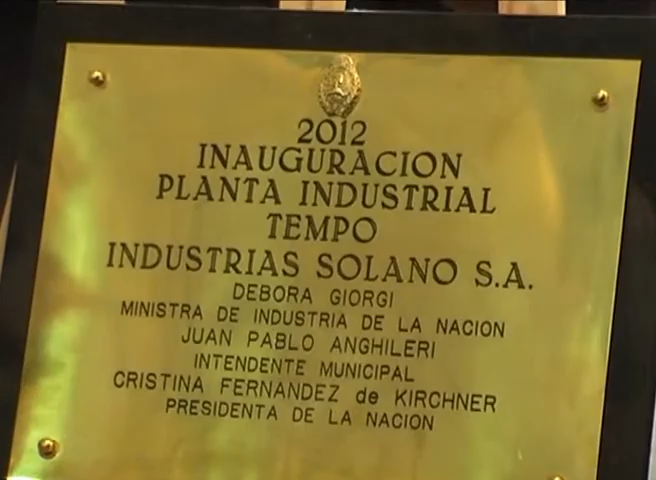 2012
INAUGURACION
PLANTA INDUSTRIAL
TEMPO
INDUSTRIAS SOLANO S.A.
DEBORA GIORGI
MINISTRA DE INDUSTRIA DE LA NACION
JUAN PABLO ANGHILERI
INTENDENTE MUNICIPAL
CRISTINA FERNANDEZ de KIRCHNER
PRESIDENTA DE LA NACION